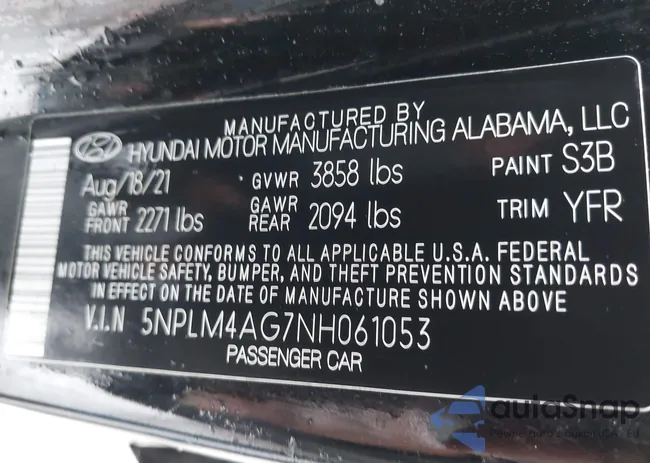 MANUFACTURED BY
HYUNDAI MOTOR MANUFACTURING ALABAMA, LLC
Aug/18/21 GVWR 3858 lbs PAINT S3B
GAWR FRONT 2271 lbs GAWR REAR 2094 lbs TRIM YFR
THIS VEHICLE CONFORMS TO ALL APPLICABLE U.S.A. FEDERAL
MOTOR VEHICLE SAFETY, BUMPER, AND THEFT PREVENTION STANDARDS
IN EFFECT ON THE DATE OF MANUFACTURE SHOWN ABOVE
V.I.N 5NPLM4AG7NH061053
PASSENGER CAR